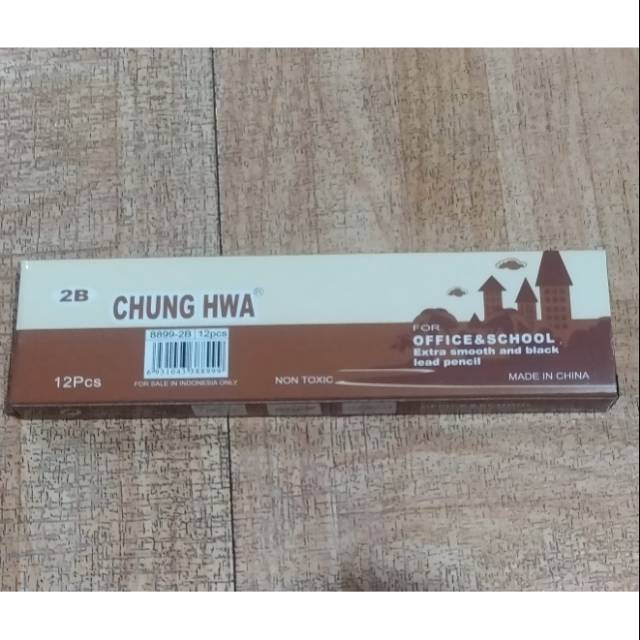 2B
CHUNG HWA®
8899-2B 12pcs
12Pcs
FOR SALE IN INDONESIA ONLY
NON TOXIC
FOR
OFFICE&SCHOOL
Extra smooth and black
lead pencil
MADE IN CHINA